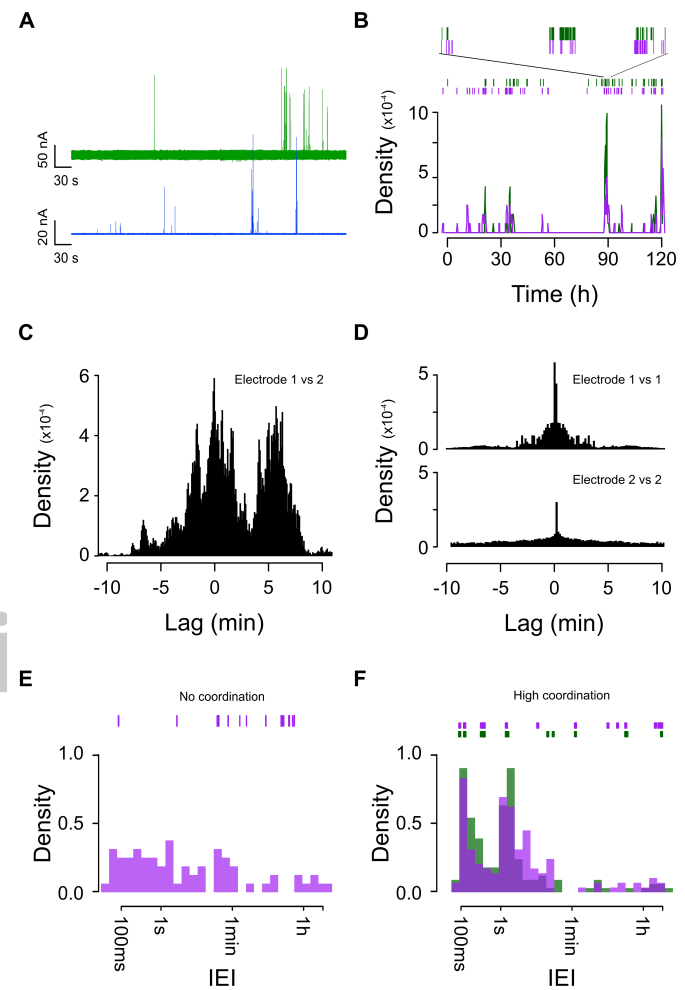 A
50 nA
30 s
20 nA
30 s
B
Density (x10⁻⁴)
10
5
0
0 30 60 90 120
Time (h)
C
Electrode 1 vs 2
Density (x10⁻⁴)
6
4
2
0
-10 -5 0 5 10
Lag (min)
D
Electrode 1 vs 1
Density (x10⁻⁴)
5
0
Electrode 2 vs 2
5
0
-10 -5 0 5 10
Lag (min)
E
No coordination
Density
1.0
0.5
0.0
100ms 1s 1min 1h
IEI
F
High coordination
Density
1.0
0.5
0.0
100ms 1s 1min 1h
IEI